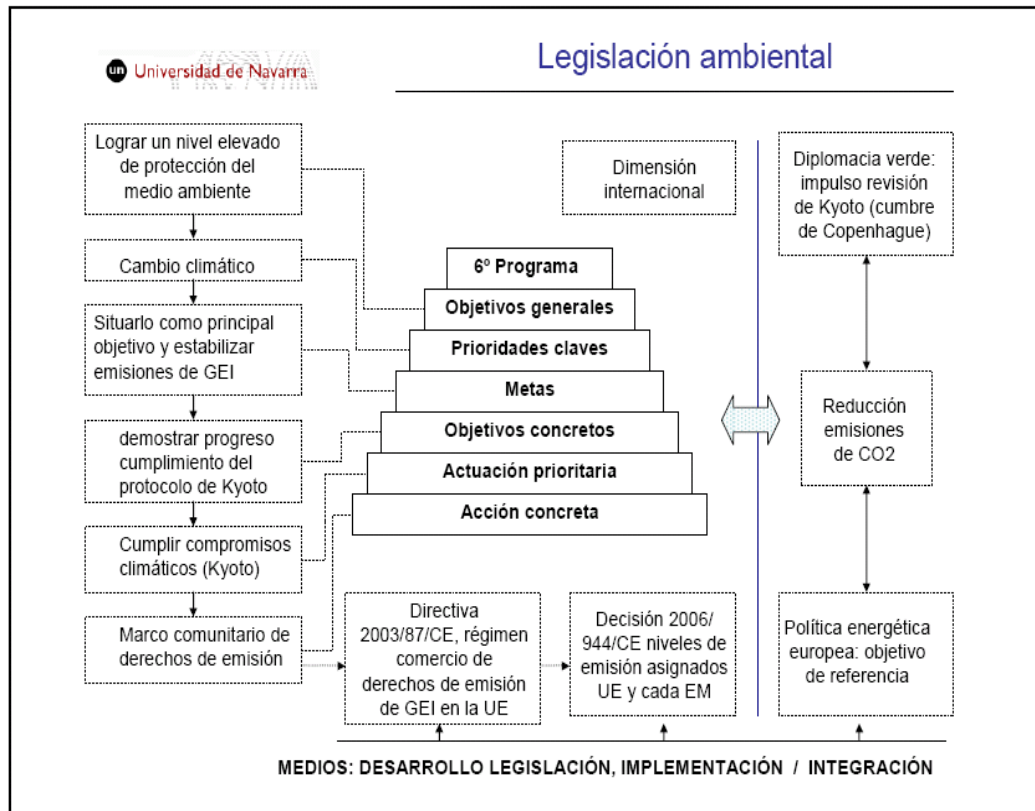 un Universidad de Navarra
Legislación ambiental
Lograr un nivel elevado
de protección del
medio ambiente
Cambio climático
Situarlo como principal
objetivo y estabilizar
emisiones de GEI
demostrar progreso
cumplimiento del
protocolo de Kyoto
Cumplir compromisos
climáticos (Kyoto)
Marco comunitario de
derechos de emisión
Dimensión
internacional
6º Programa
Objetivos generales
Prioridades claves
Metas
Objetivos concretos
Actuación prioritaria
Acción concreta
Directiva
2003/87/CE, régimen
comercio de
derechos de emisión
de GEI en la UE
Decisión 2006/
944/CE niveles de
emisión asignados
UE y cada EM
Diplomacia verde:
impulso revisión
de Kyoto (cumbre
de Copenhague)
Reducción
emisiones
de CO2
Política energética
europea: objetivo
de referencia
MEDIOS: DESARROLLO LEGISLACIÓN, IMPLEMENTACIÓN / INTEGRACIÓN